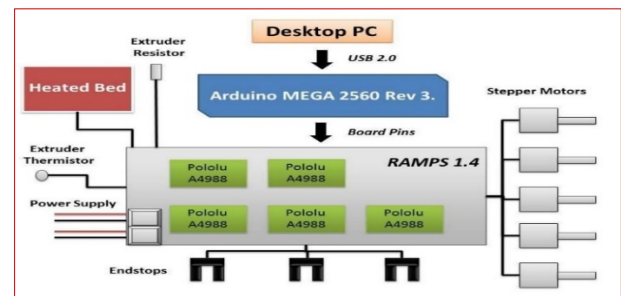 Desktop PC
Extruder
Resistor
USB 2.0
Heated Bed
Arduino MEGA 2560 Rev 3.
Stepper Motors
Board Pins
Extruder
Thermistor
RAMPS 1.4
Pololu
A4988
Pololu
A4988
Power Supply
Pololu
A4988
Pololu
A4988
Pololu
A4988
Endstops